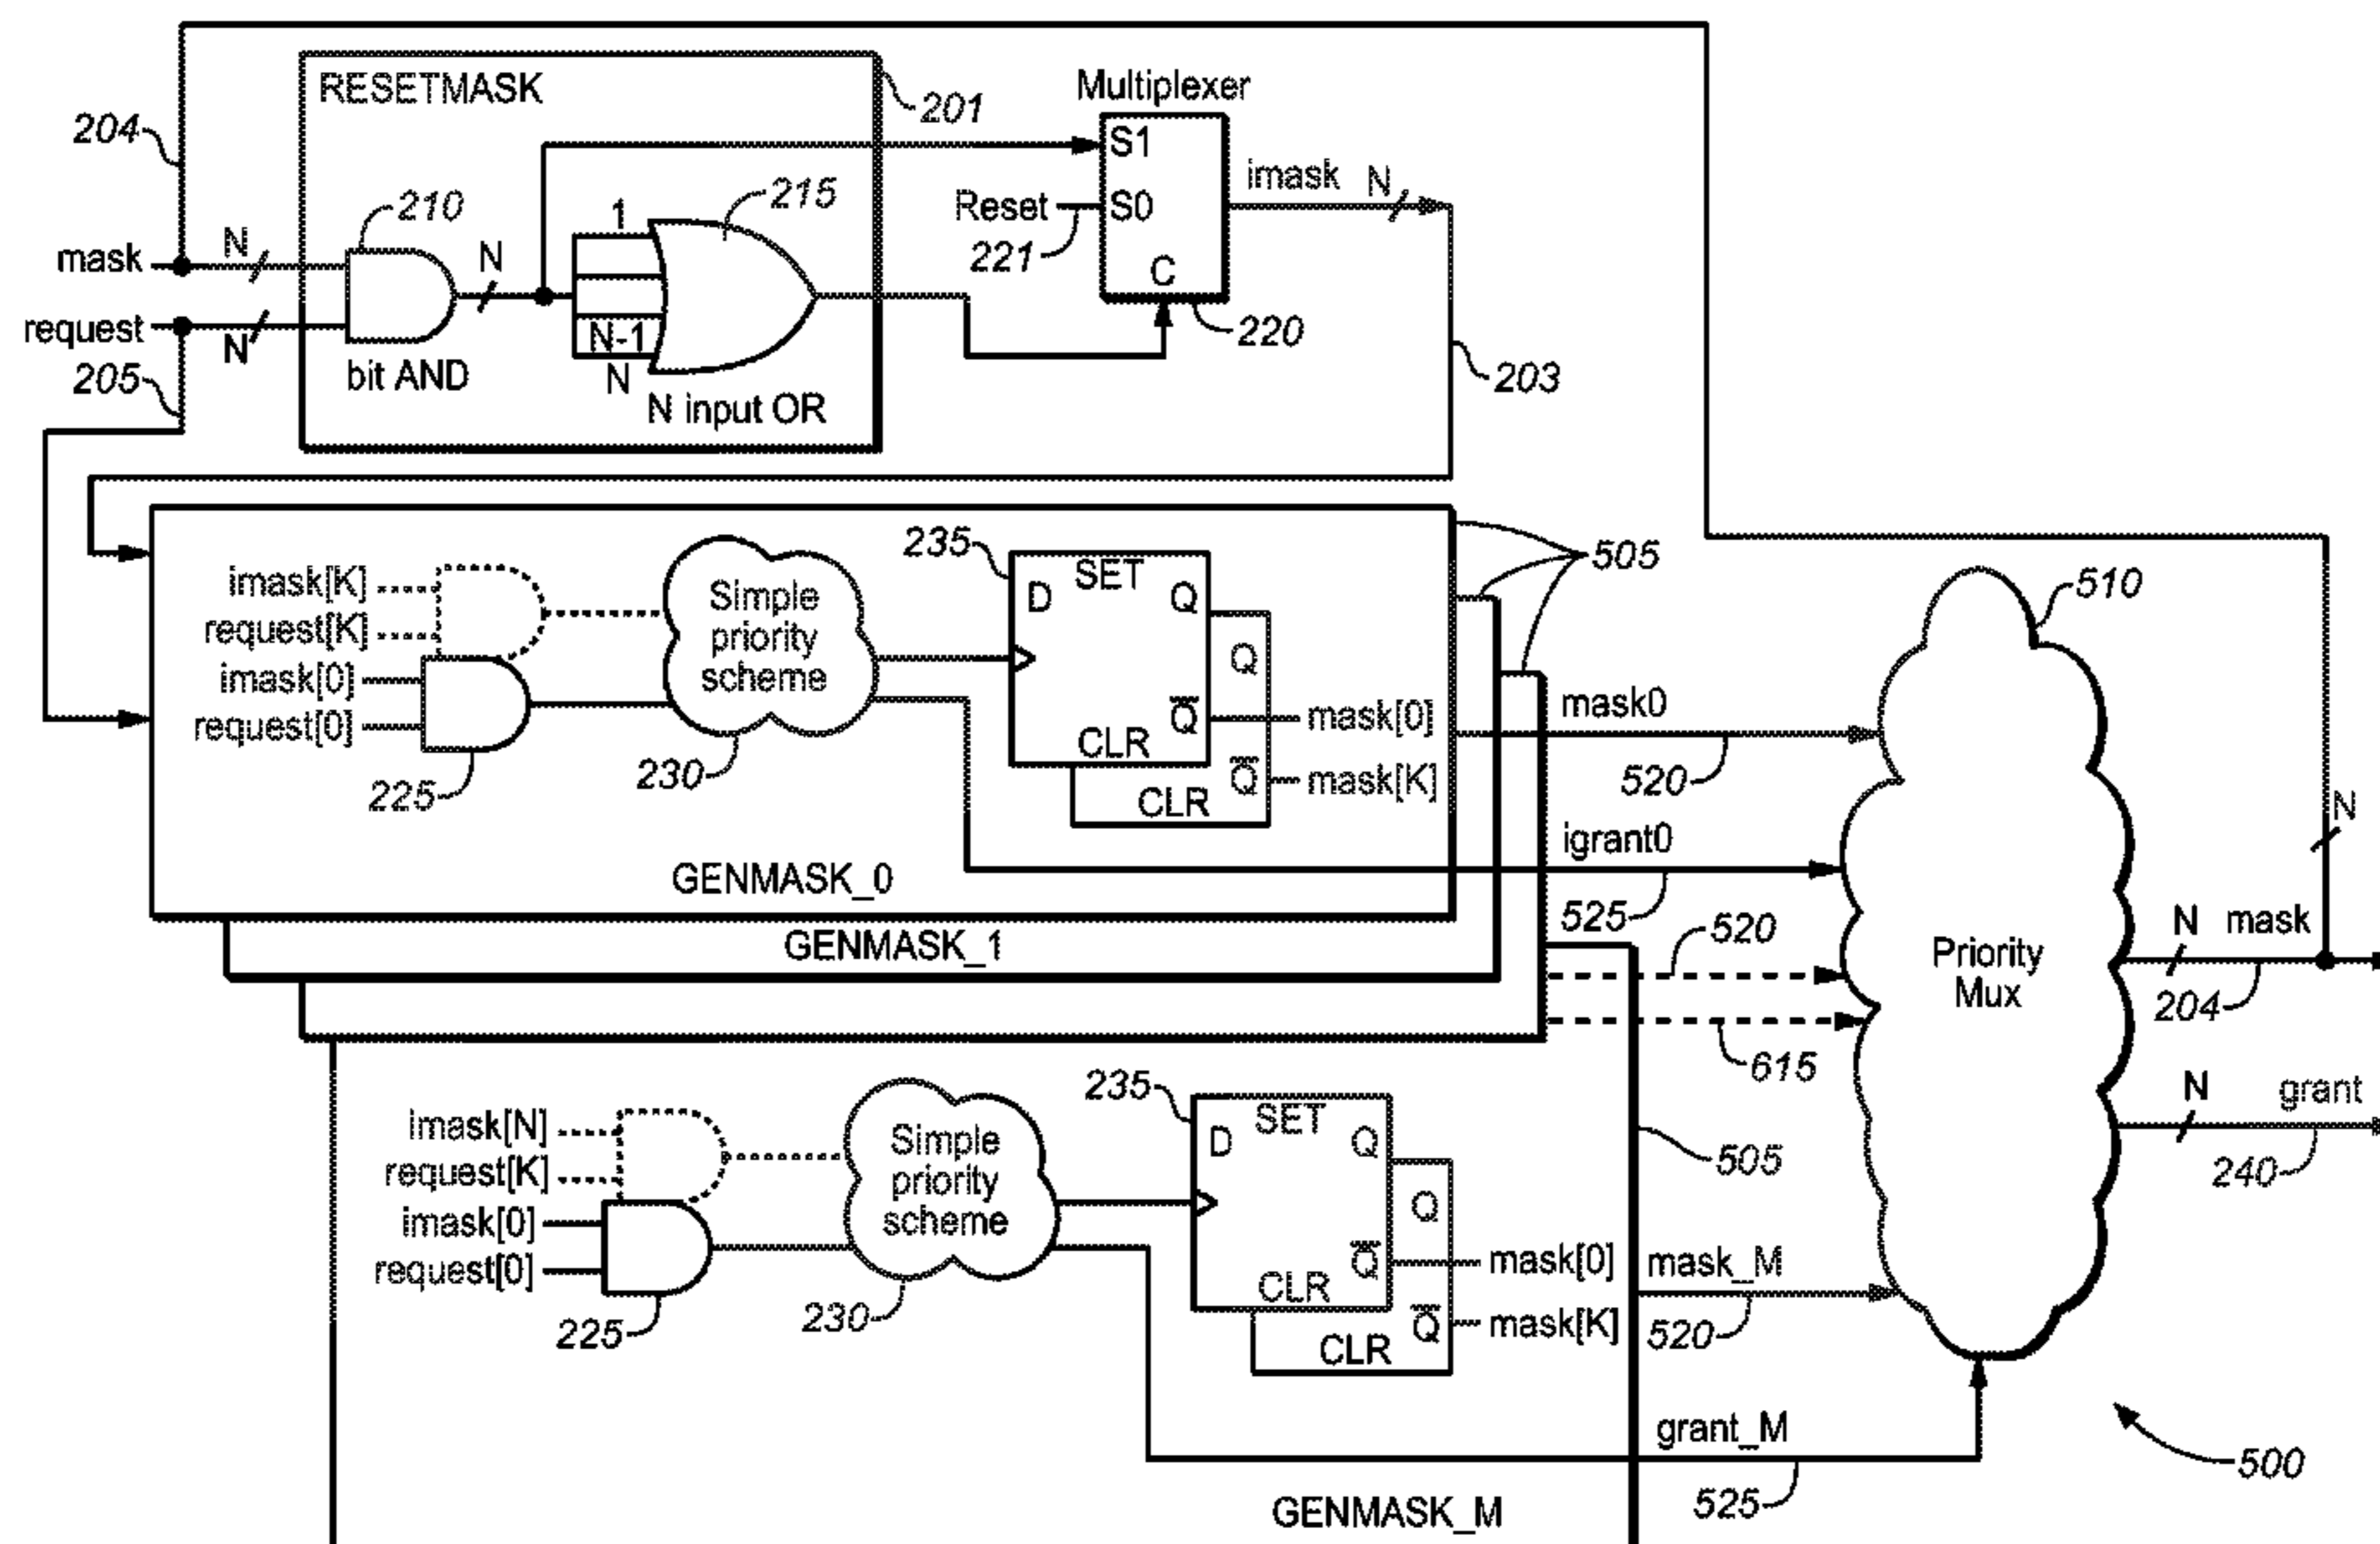 RESETMASK
201
Multiplexer
204
S1
210
215
1
Reset
S0
imask N
221
mask
N
N
C
request
N
N-1
N
220
205
bit AND
N input OR
203
235
SET
505
imask[K]
request[K]
imask[0]
request[0]
Simple
priority
scheme
D
Q
Q
Q
mask[0]
CLR
Q
mask[K]
CLR
225
230
GENMASK_0
mask0
520
igrant0
525
510
GENMASK_1
520
615
Priority
Mux
N
N mask
204
N grant
240
235
SET
imask[N]
request[K]
imask[0]
request[0]
Simple
priority
scheme
D
Q
Q
Q
mask[0]
CLR
Q
mask[K]
CLR
225
230
505
mask_M
520
grant_M
525
500
GENMASK_M